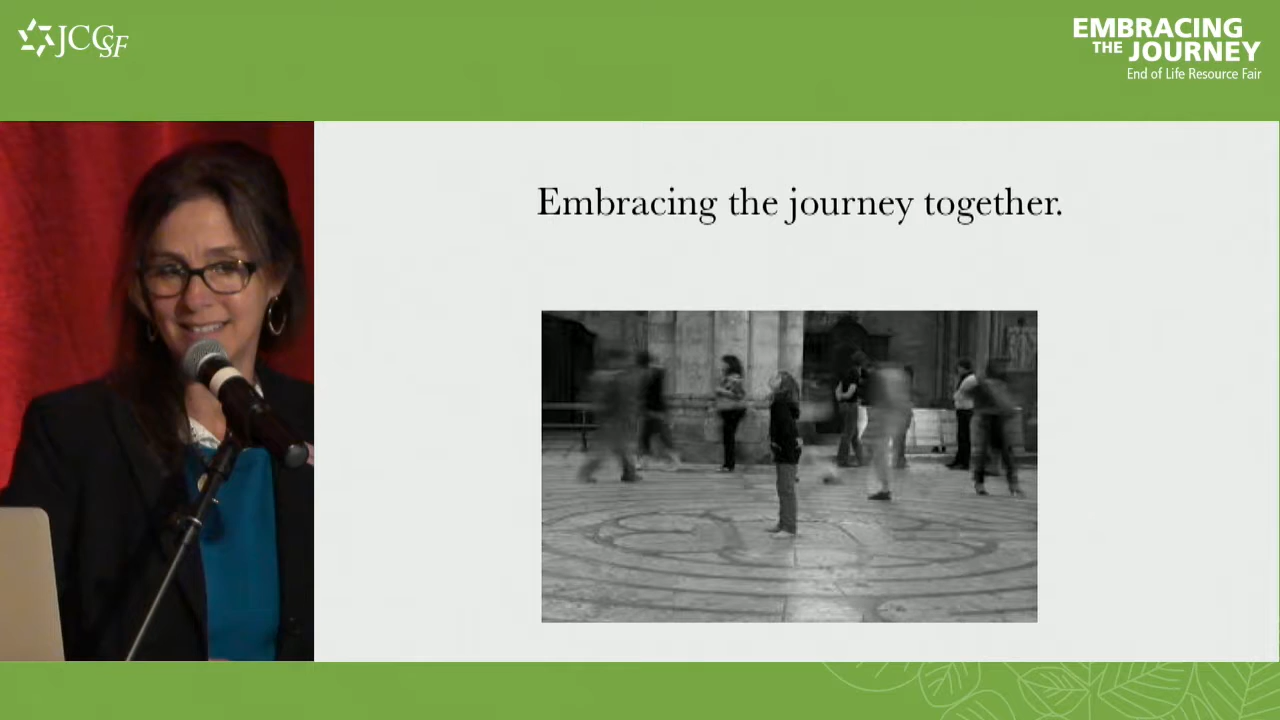 JCCSF
EMBRACING
THE JOURNEY
End of Life Resource Fair
Embracing the journey together.